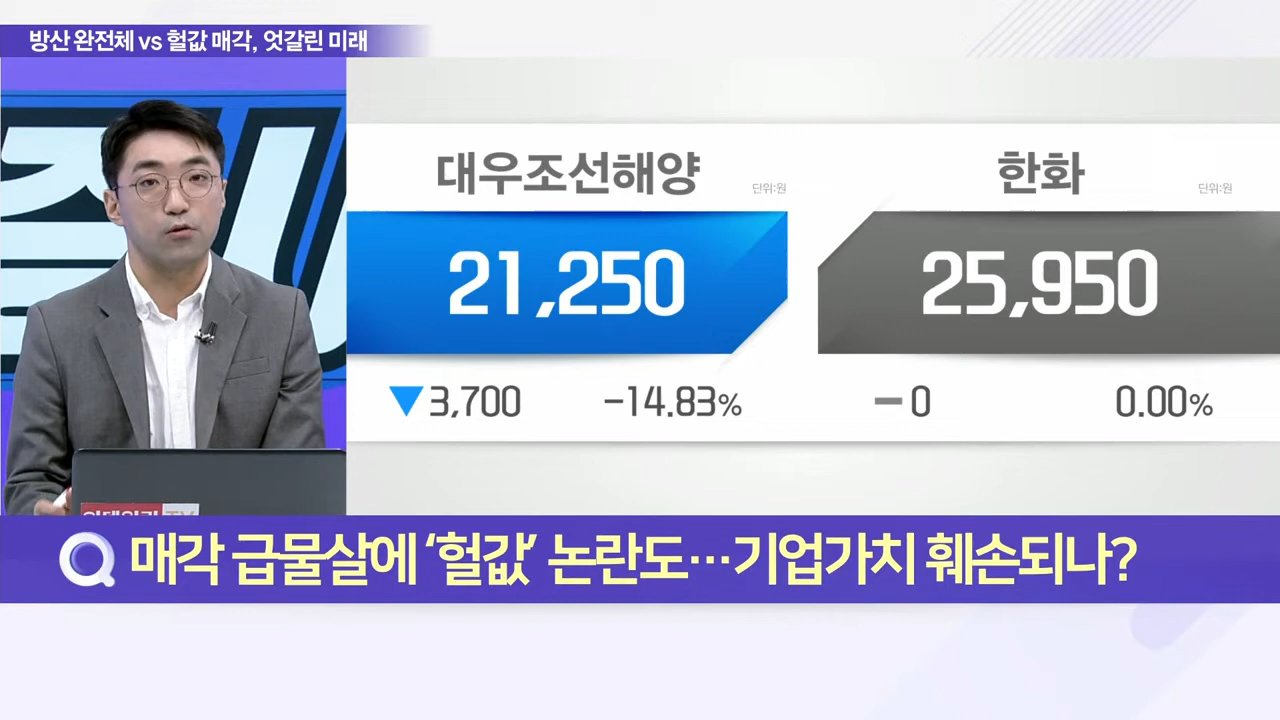 방산 완전체 vs 헐값 매각, 엇갈린 미래
대우조선해양 단위:원
한화 단위:원
21,250
25,950
▼3,700 -14.83%
0 0.00%
매각 급물살에 ‘헐값’ 논란도…기업가치 훼손되나?